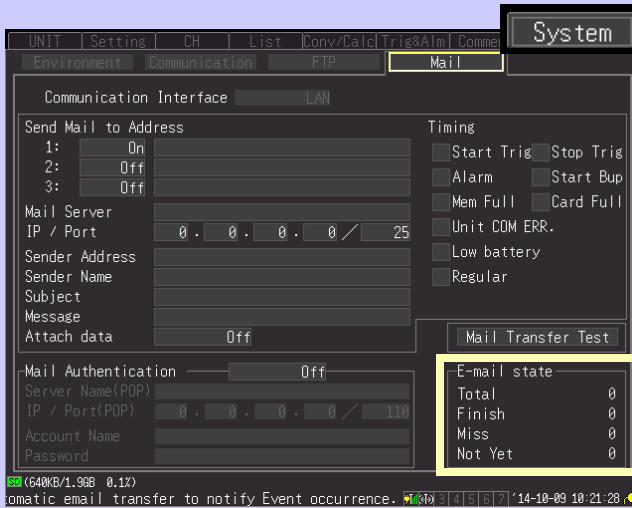 System
UNIT Setting CH List Conv/Calc Trig&Alm Comme
Environment Communication FTP Mail
Communication Interface LAN
Send Mail to Address
1: On
2: Off
3: Off
Mail Server
IP / Port 0 . 0 . 0 . 0 / 25
Sender Address
Sender Name
Subject
Message
Attach data Off
Timing
Start Trig Stop Trig
Alarm Start Bup
Mem Full Card Full
Unit COM ERR.
Low battery
Regular
Mail Transfer Test
Mail Authentication Off
Server Name(POP)
IP / Port(POP) 0 . 0 . 0 . 0 / 110
Account Name
Password
E-mail state
Total 0
Finish 0
Miss 0
Not Yet 0
SD (640KB/1.9GB 0.1%)
omatic email transfer to notify Event occurrence. 3 4 5 6 7 '14-10-09 10:21:28